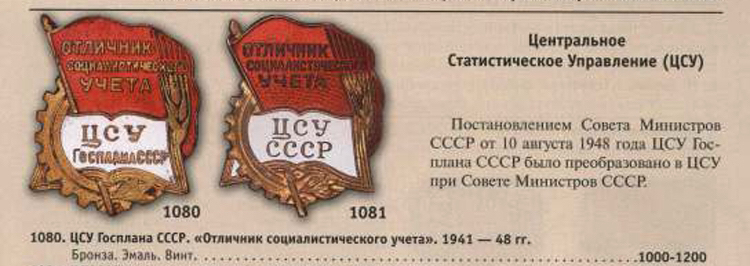 ОТЛИЧНИК
СОЦИАЛИСТИЧЕСКОГО
УЧЕТА
ЦСУ
ГОСПЛАНА СССР
1080
ОТЛИЧНИК
СОЦИАЛИСТИЧЕСКОГО
УЧЕТА
ЦСУ
СССР
1081
Центральное
Статистическое Управление (ЦСУ)
Постановлением Совета Министров
СССР от 10 августа 1948 года ЦСУ Гос-
плана СССР было преобразовано в ЦСУ
при Совете Министров СССР.
1080. ЦСУ Госплана СССР. «Отличник социалистического учета». 1941 — 48 гг.
Бронза. Эмаль. Винт. ................................................ 1000-1200